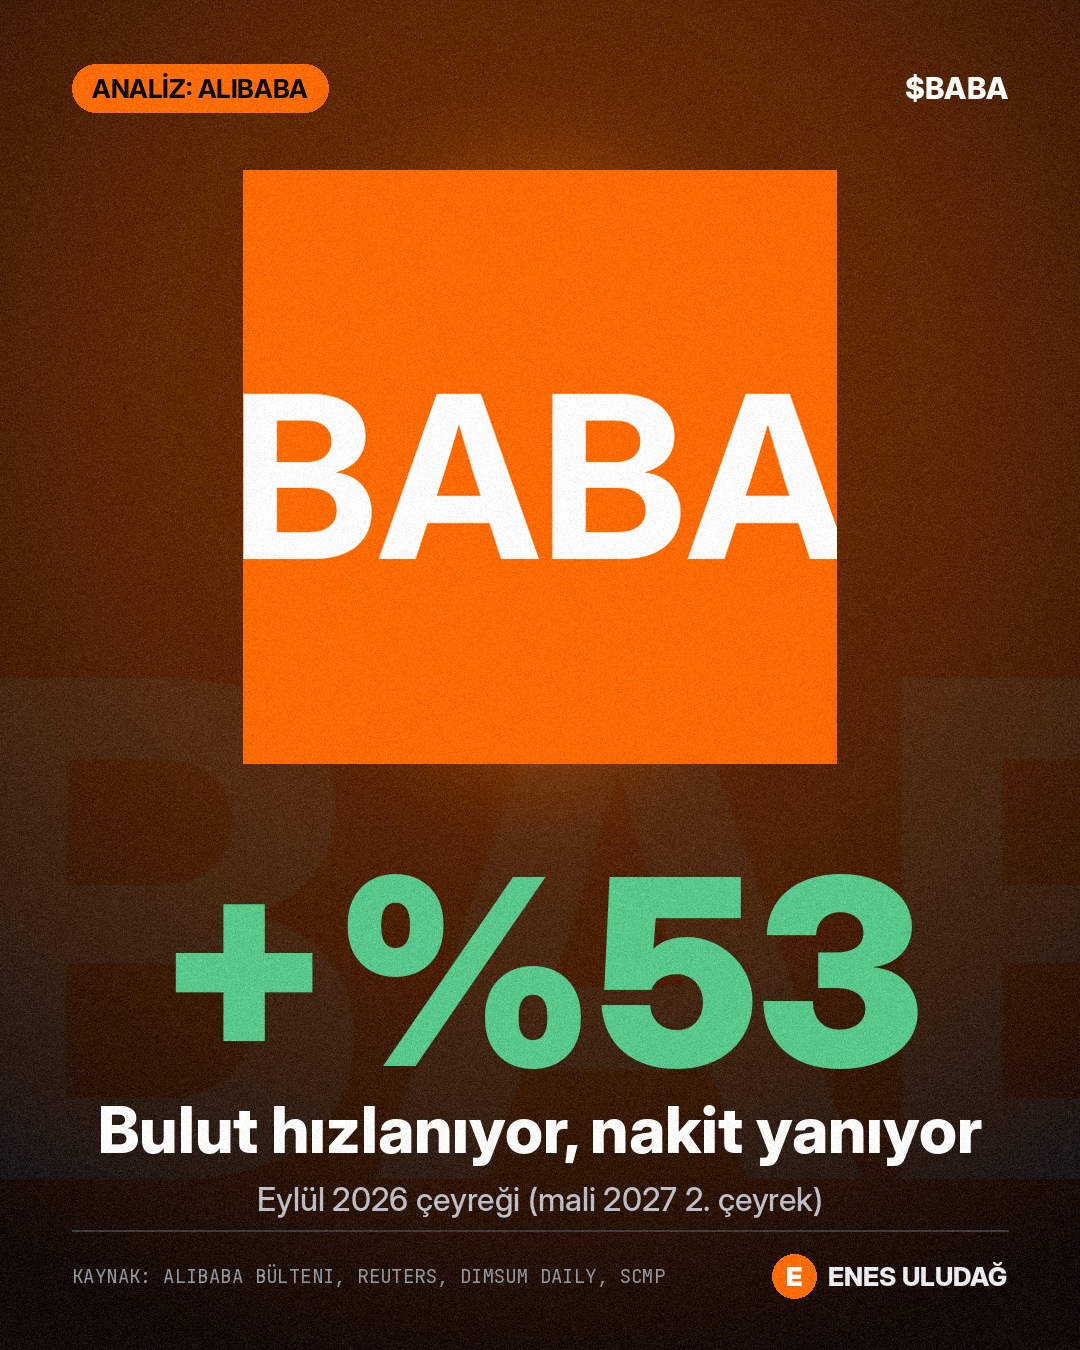 ANALİZ: ALIBABA
$BABA
BABA
+%53
Bulut hızlanıyor, nakit yanıyor
Eylül 2026 çeyreği (mali 2027 2. çeyrek)
KAYNAK: ALIBABA BÜLTENI, REUTERS, DIMSUM DAILY, SCMP
E ENES ULUDAĞ